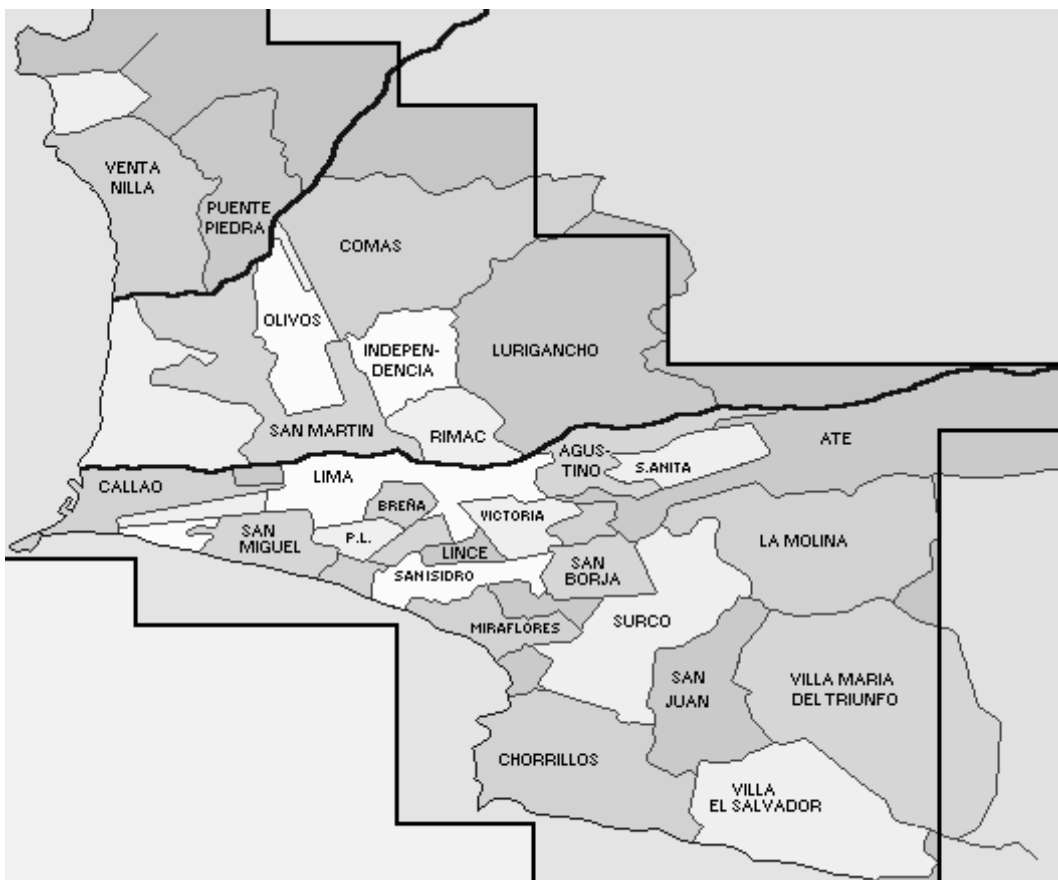 VENTA
NILLA
PUENTE
PIEDRA
COMAS
OLIVOS
INDEPEN-
DENCIA
LURIGANCHO
SAN MARTIN
RIMAC
AGUS-
TINO
S.ANITA
ATE
CALLAO
LIMA
BREÑA
VICTORIA
SAN
MIGUEL
P.L.
LINCE
LA MOLINA
SAN
BORJA
SANISIDRO
MIRAFLORES
SURCO
SAN
JUAN
VILLA MARIA
DEL TRIUNFO
CHORRILLOS
VILLA
EL SALVADOR